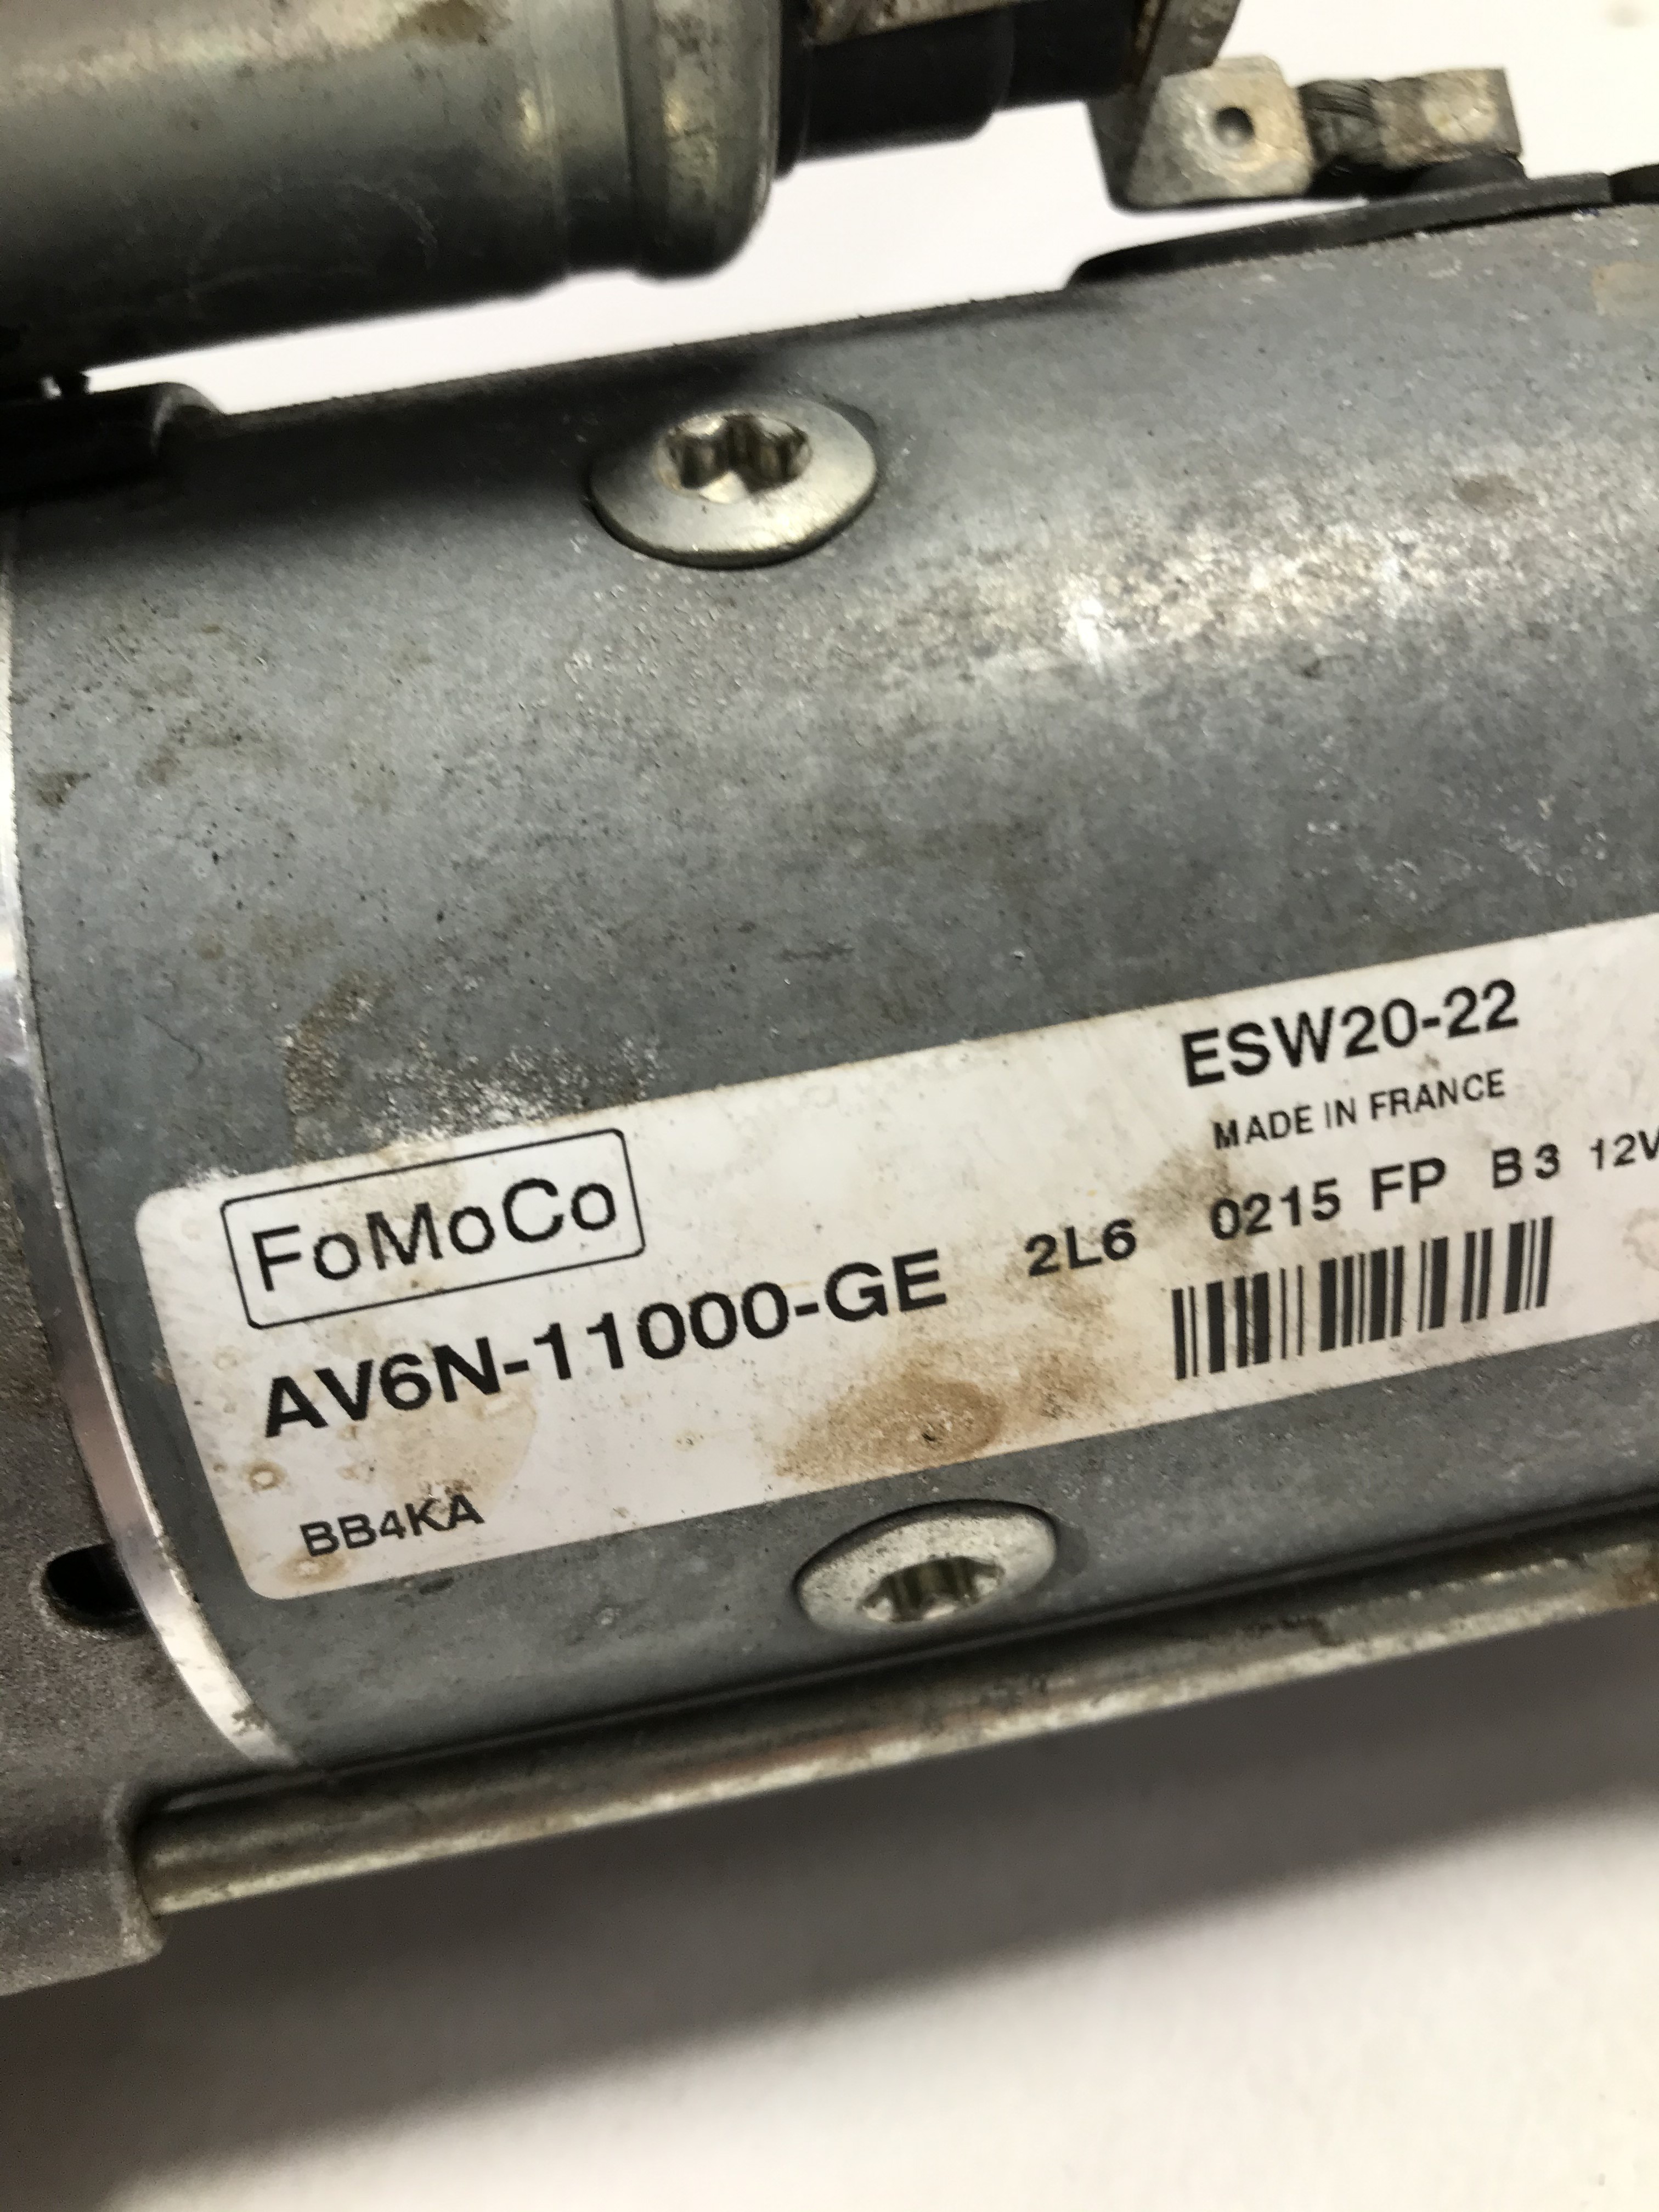 ESW20-22
MADE IN FRANCE
FoMoCo
AV6N-11000-GE 2L6 0215 FP B3 12V
BB4KA